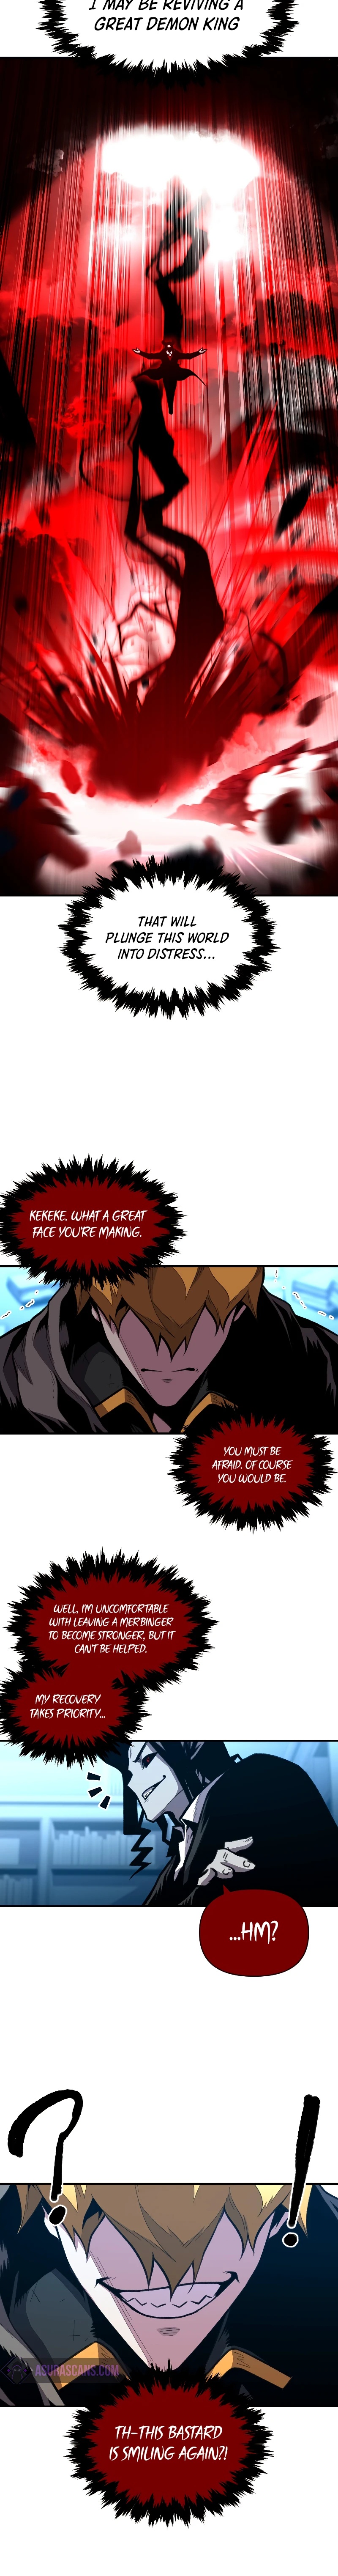 I MAY BE REVIVING A
GREAT DEMON KING
THAT WILL
PLUNGE THIS WORLD
INTO DISTRESS...
KEKEKE. WHAT A GREAT
FACE YOU'RE MAKING.
YOU MUST BE
AFRAID. OF COURSE
YOU WOULD BE.
WELL, I'M UNCOMFORTABLE
WITH LEAVING A MERBINGER
TO BECOME STRONGER, BUT IT
CAN'T BE HELPED.
MY RECOVERY
TAKES PRIORITY...
...HM?
? !
ASURASCANS.COM
TH-THIS BASTARD
IS SMILING AGAIN?!